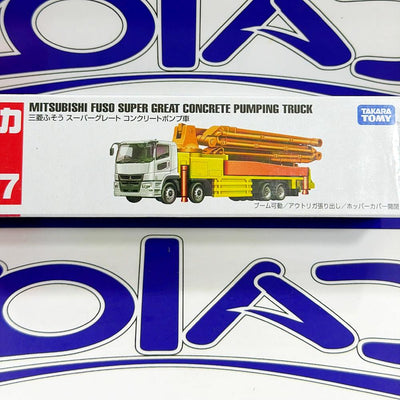 カ
7
MITSUBISHI FUSO SUPER GREAT CONCRETE PUMPING TRUCK
三菱ふそう スーパーグレート コンクリートポンプ車
TAKARA
TOMY
ブーム可動／アウトリガ張り出し／ホッパーカバー開閉